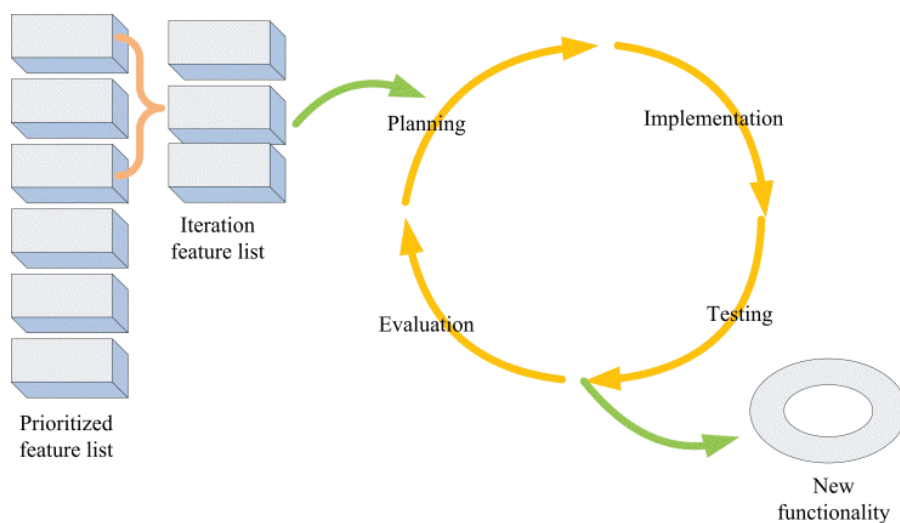 Planning
Implementation
Iteration
feature list
Evaluation
Testing
Prioritized
feature list
New
functionality